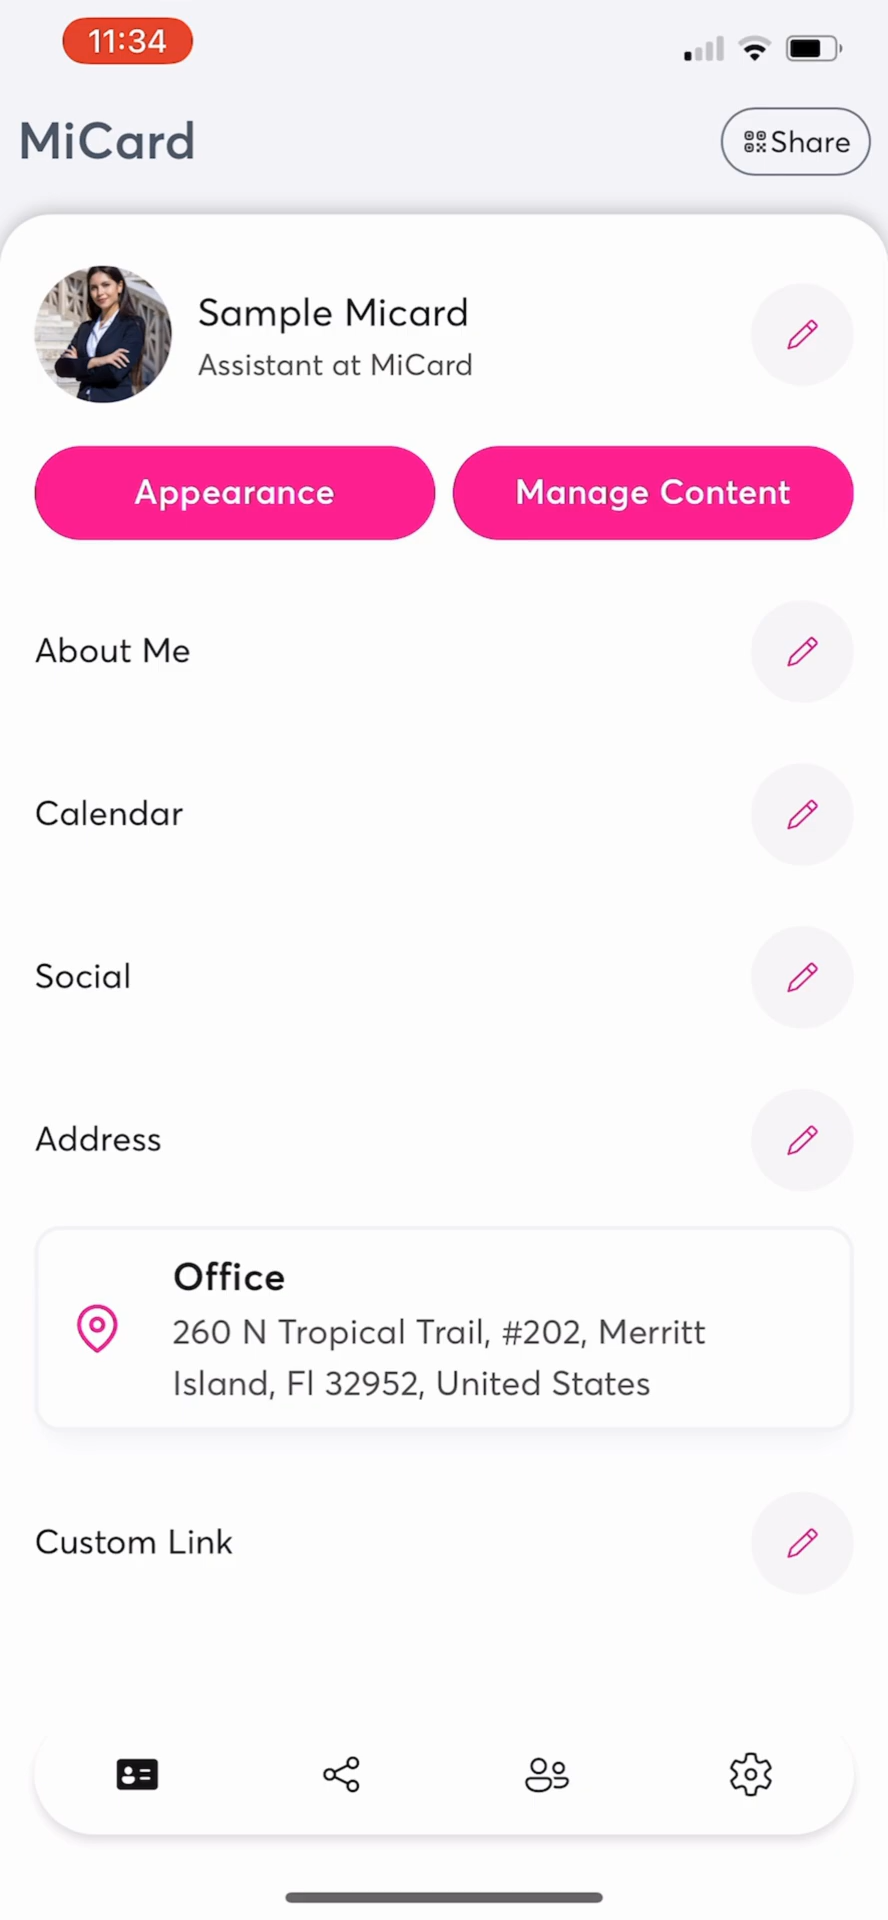 11:34
MiCard
Share
Sample Micard
Assistant at MiCard
Appearance
Manage Content
About Me
Calendar
Social
Address
Office
260 N Tropical Trail, #202, Merritt
Island, Fl 32952, United States
Custom Link